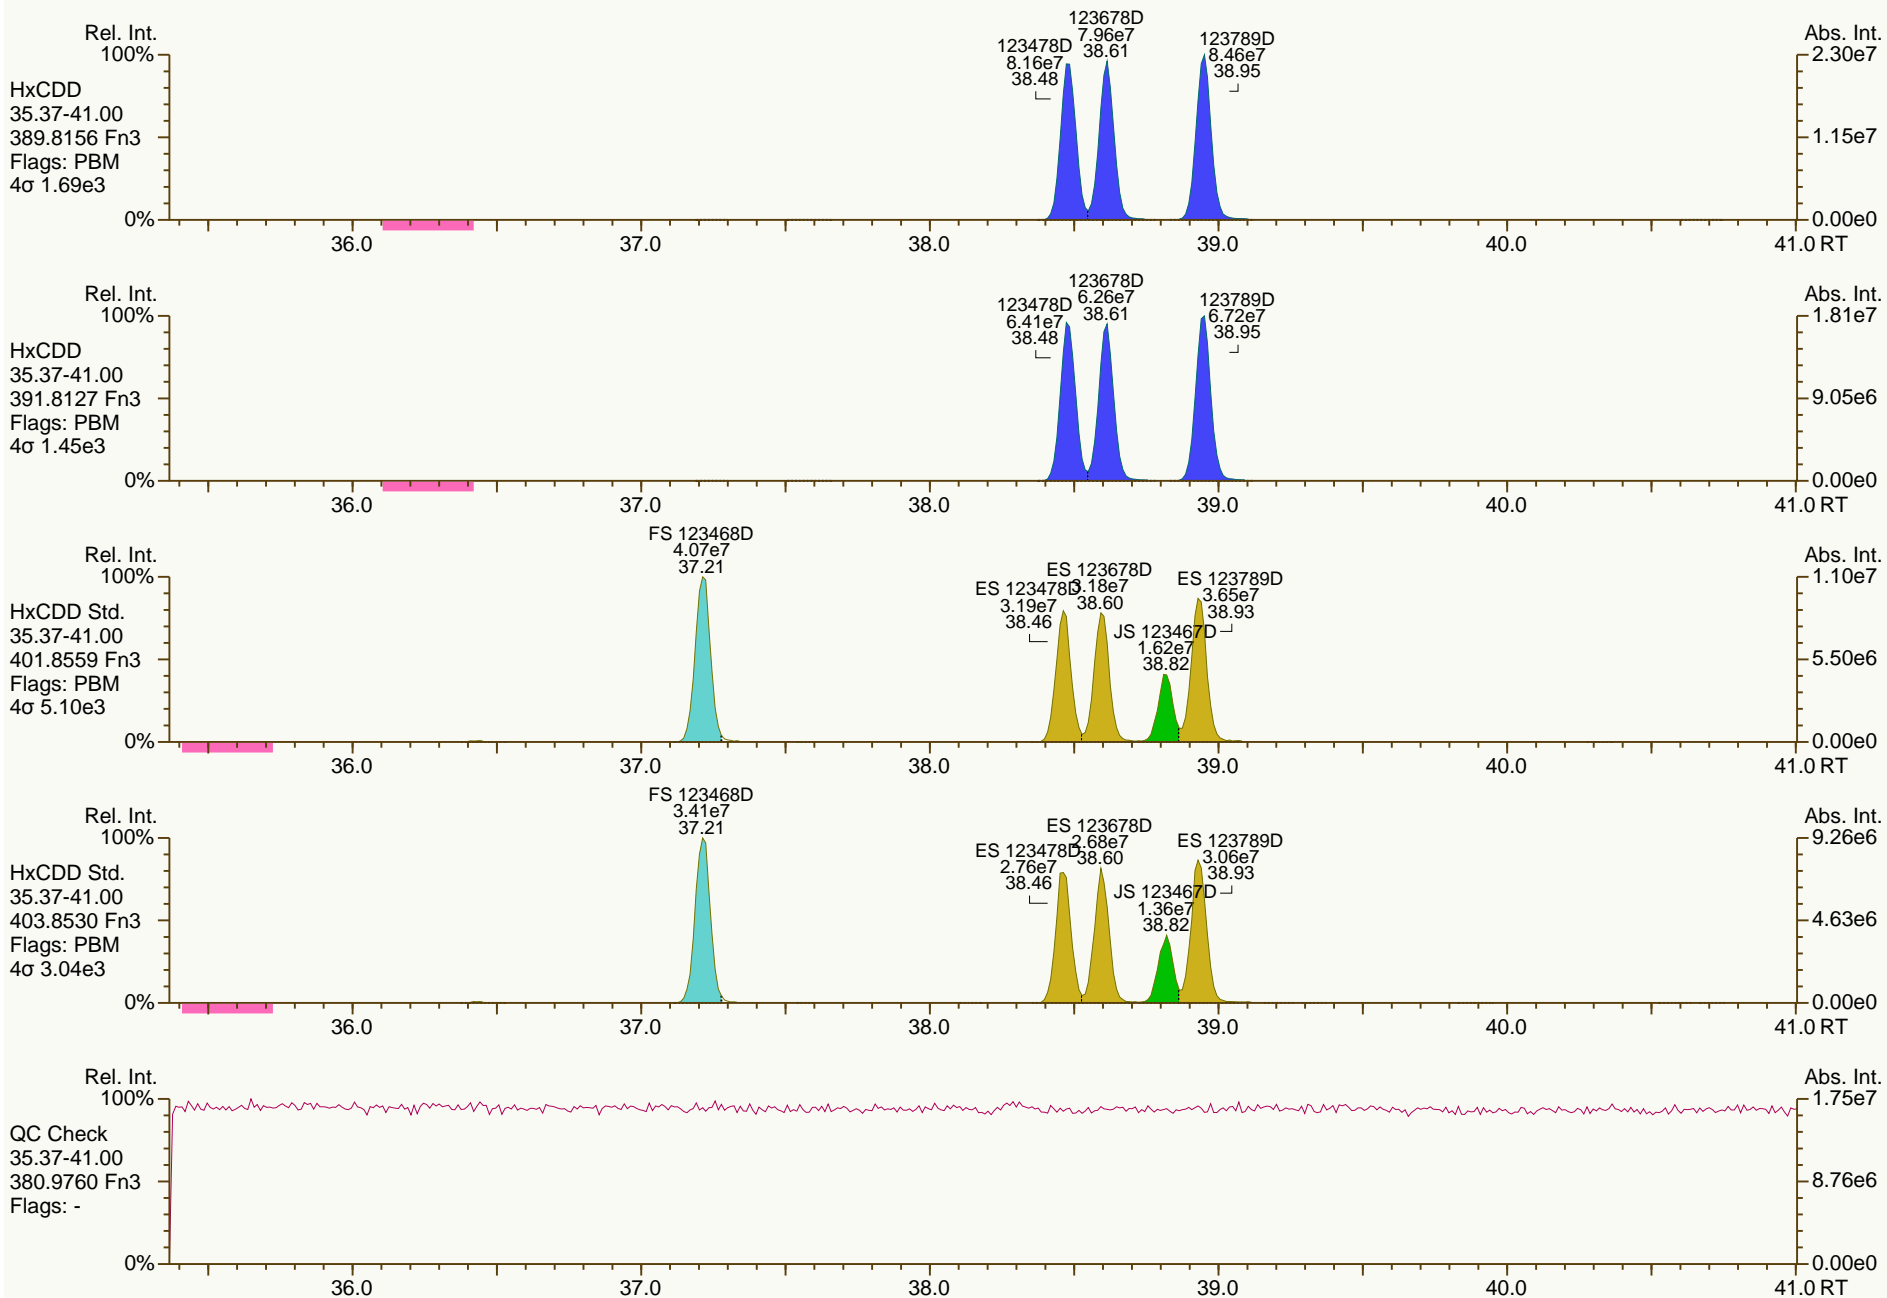 Rel. Int.
Abs. Int.
HxCDD
35.37-41.00
389.8156 Fn3
Flags: PBM
4σ 1.69e3
100%
0%
123478D
8.16e7
38.48
123678D
7.96e7
38.61
123789D
8.46e7
38.95
2.30e7
1.15e7
0.00e0
36.0 37.0 38.0 39.0 40.0 41.0 RT
Rel. Int.
Abs. Int.
HxCDD
35.37-41.00
391.8127 Fn3
Flags: PBM
4σ 1.45e3
100%
0%
123478D
6.41e7
38.48
123678D
6.26e7
38.61
123789D
6.72e7
38.95
1.81e7
9.05e6
0.00e0
36.0 37.0 38.0 39.0 40.0 41.0 RT
Rel. Int.
Abs. Int.
HxCDD Std.
35.37-41.00
401.8559 Fn3
Flags: PBM
4σ 5.10e3
100%
0%
FS 123468D
4.07e7
37.21
ES 123478D
3.19e7
38.46
ES 123678D
3.18e7
38.60
JS 123467D
1.62e7
38.82
ES 123789D
3.65e7
38.93
1.10e7
5.50e6
0.00e0
36.0 37.0 38.0 39.0 40.0 41.0 RT
Rel. Int.
Abs. Int.
HxCDD Std.
35.37-41.00
403.8530 Fn3
Flags: PBM
4σ 3.04e3
100%
0%
FS 123468D
3.41e7
37.21
ES 123478D
2.76e7
38.46
ES 123678D
2.68e7
38.60
JS 123467D
1.36e7
38.82
ES 123789D
3.06e7
38.93
9.26e6
4.63e6
0.00e0
36.0 37.0 38.0 39.0 40.0 41.0 RT
Rel. Int.
Abs. Int.
QC Check
35.37-41.00
380.9760 Fn3
Flags: -
100%
0%
1.75e7
8.76e6
0.00e0
36.0 37.0 38.0 39.0 40.0 41.0 RT